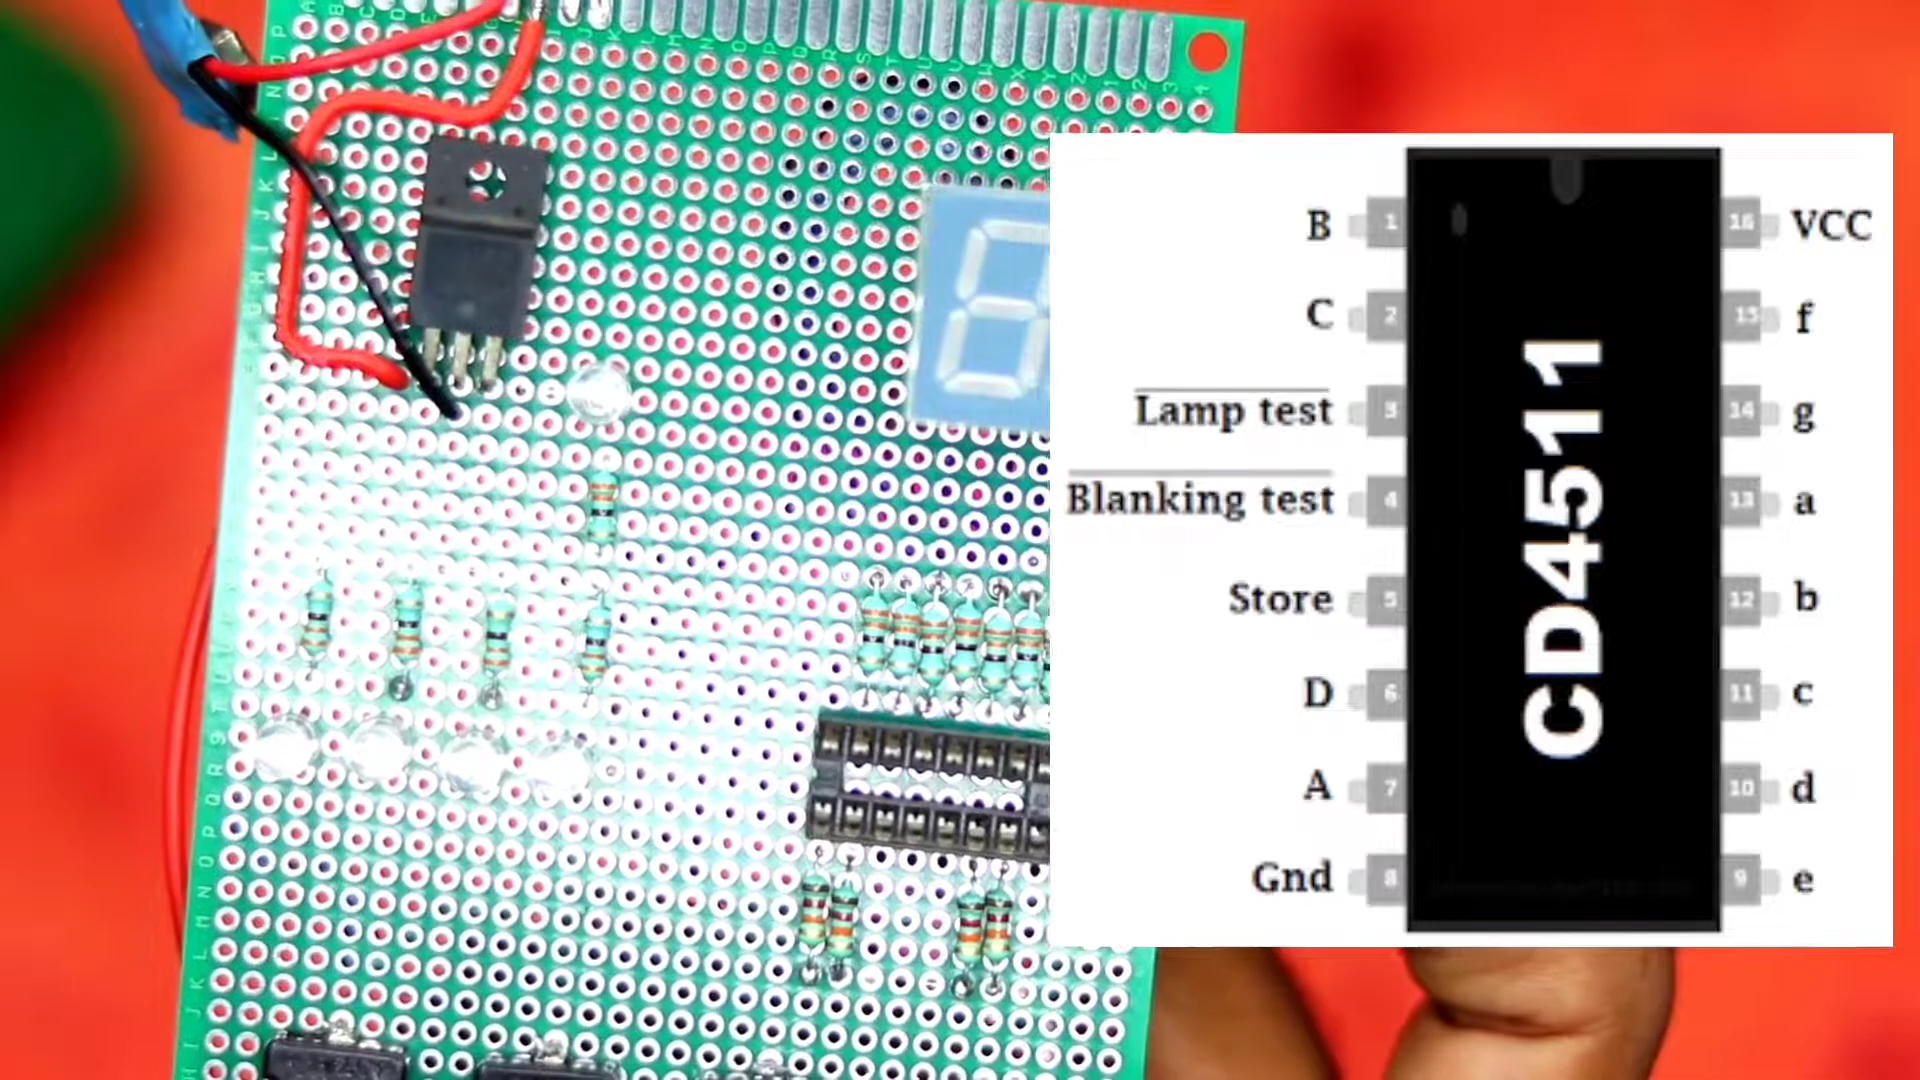 B 1 16 VCC
C 2 15 f
Lamp test 3 14 g
Blanking test 4 13 a
Store 5 12 b
D 6 11 c
A 7 10 d
Gnd 8 9 e
CD4511